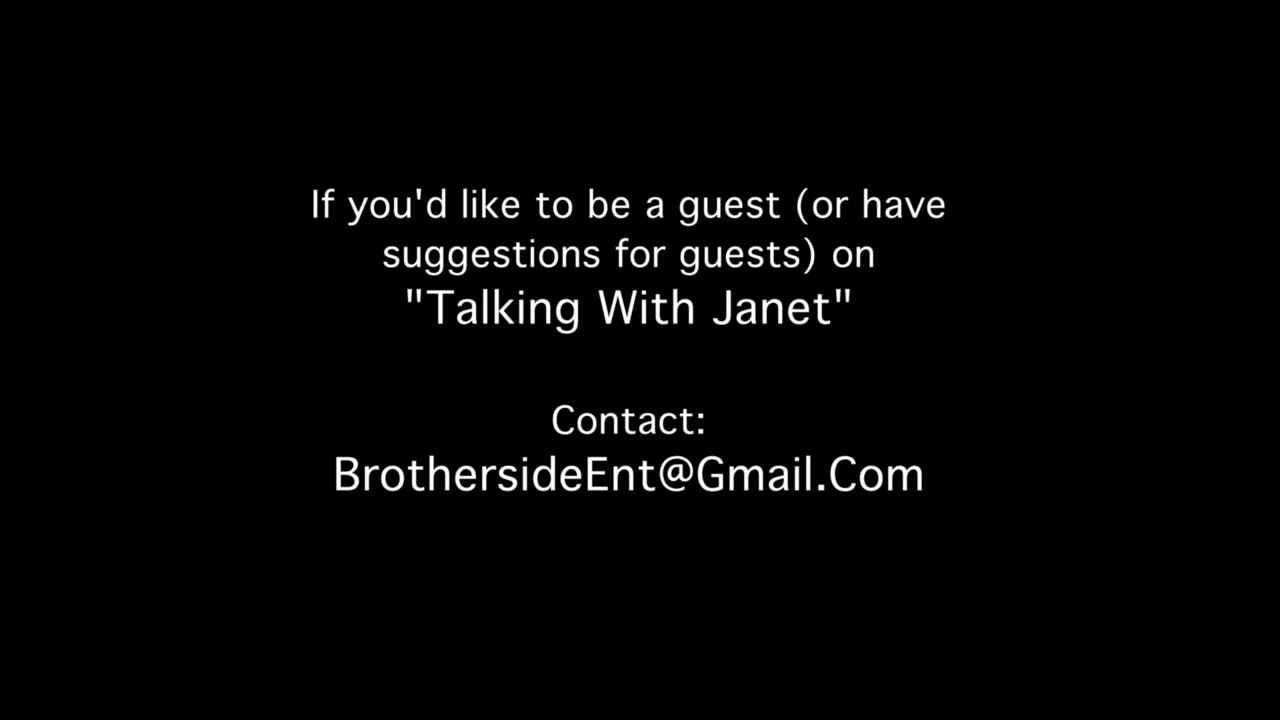 If you'd like to be a guest (or have
suggestions for guests) on
"Talking With Janet"
Contact:
BrothersideEnt@Gmail.Com